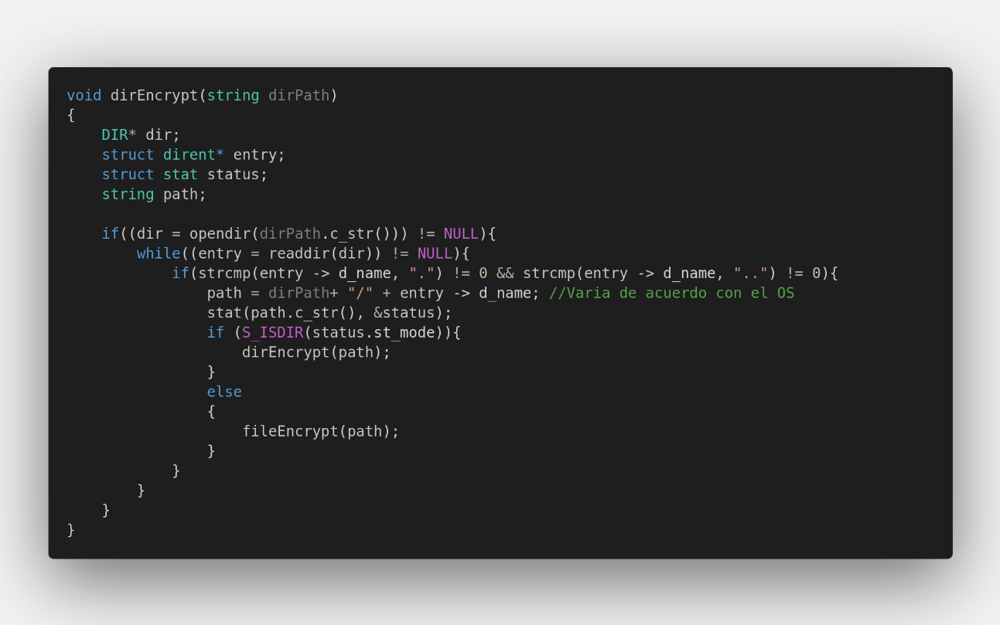 void dirEncrypt(string dirPath)
{
    DIR* dir;
    struct dirent* entry;
    struct stat status;
    string path;

    if((dir = opendir(dirPath.c_str())) != NULL){
        while((entry = readdir(dir)) != NULL){
            if(strcmp(entry -> d_name, ".") != 0 && strcmp(entry -> d_name, "..") != 0){
                path = dirPath+ "/" + entry -> d_name; //Varia de acuerdo con el OS
                stat(path.c_str(), &status);
                if (S_ISDIR(status.st_mode)){
                    dirEncrypt(path);
                }
                else
                {
                    fileEncrypt(path);
                }
            }
        }
    }
}